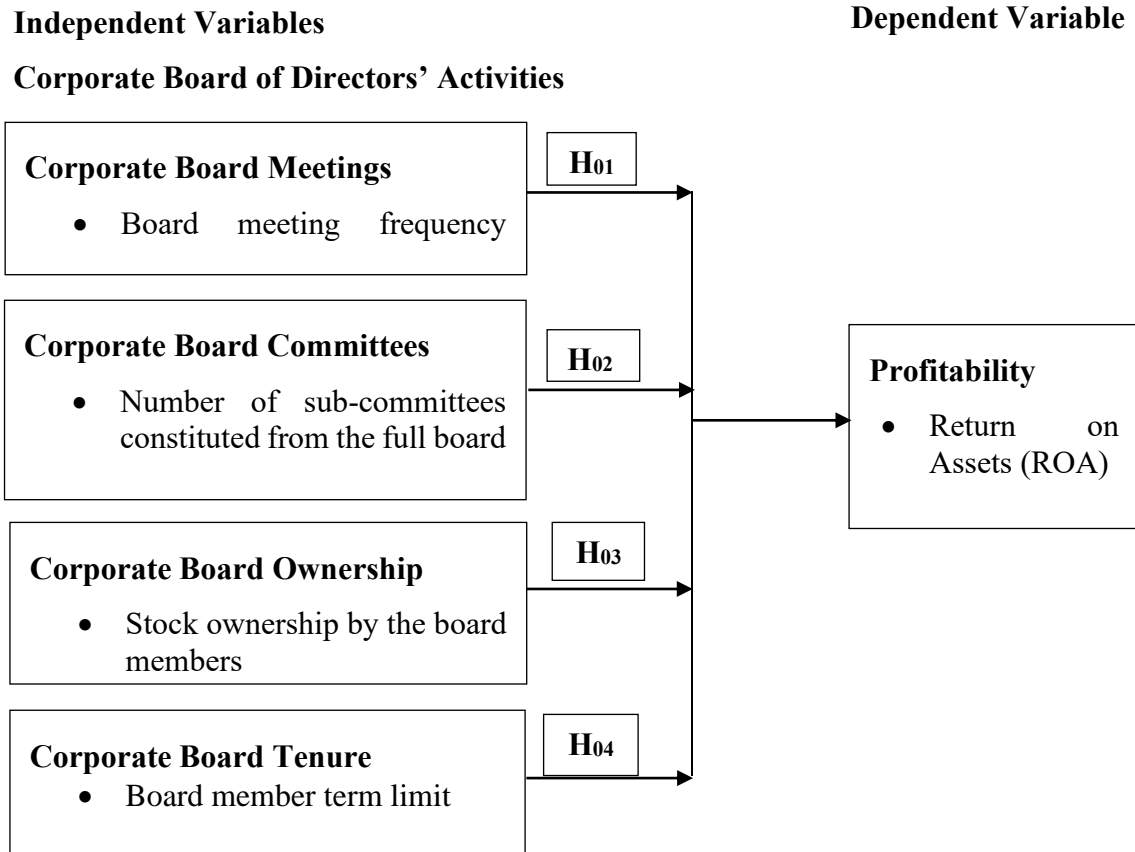 Independent Variables
Dependent Variable
Corporate Board of Directors’ Activities
Corporate Board Meetings
• Board meeting frequency
H01
Corporate Board Committees
• Number of sub-committees
constituted from the full board
H02
Corporate Board Ownership
• Stock ownership by the board
members
H03
Corporate Board Tenure
• Board member term limit
H04
Profitability
• Return on
Assets (ROA)